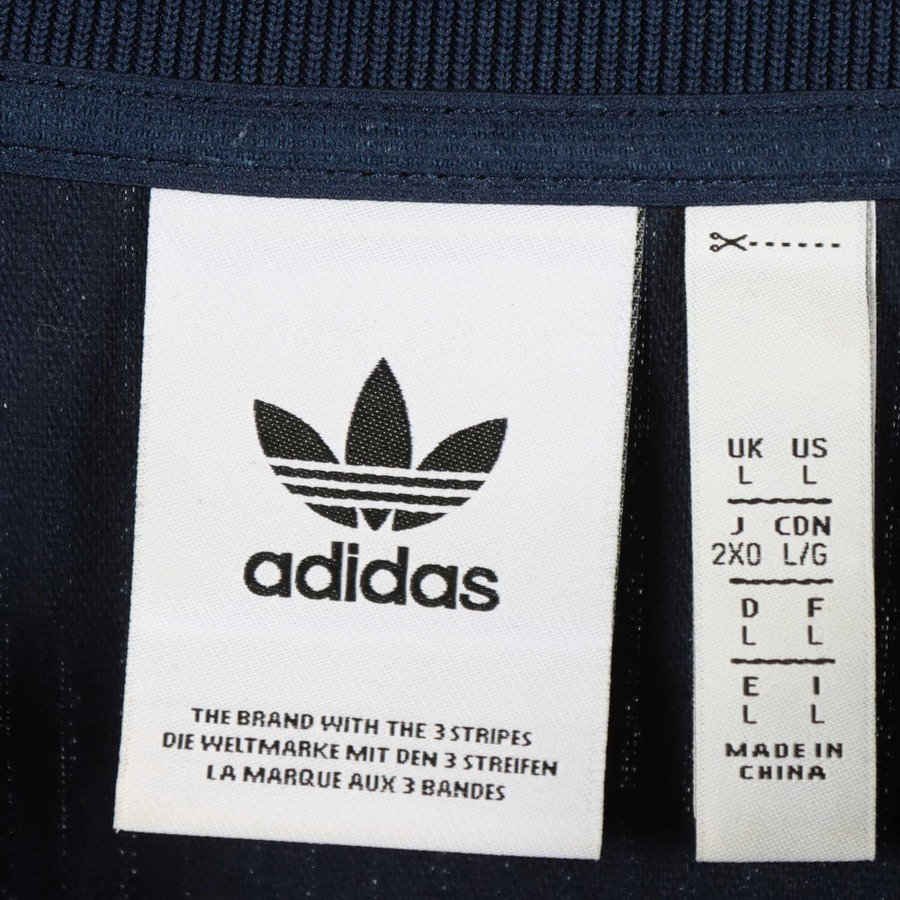 adidas
THE BRAND WITH THE 3 STRIPES
DIE WELTMARKE MIT DEN 3 STREIFEN
LA MARQUE AUX 3 BANDES
UK US
L L
J CDN
2XO L/G
D F
L L
E I
L L
MADE IN
CHINA